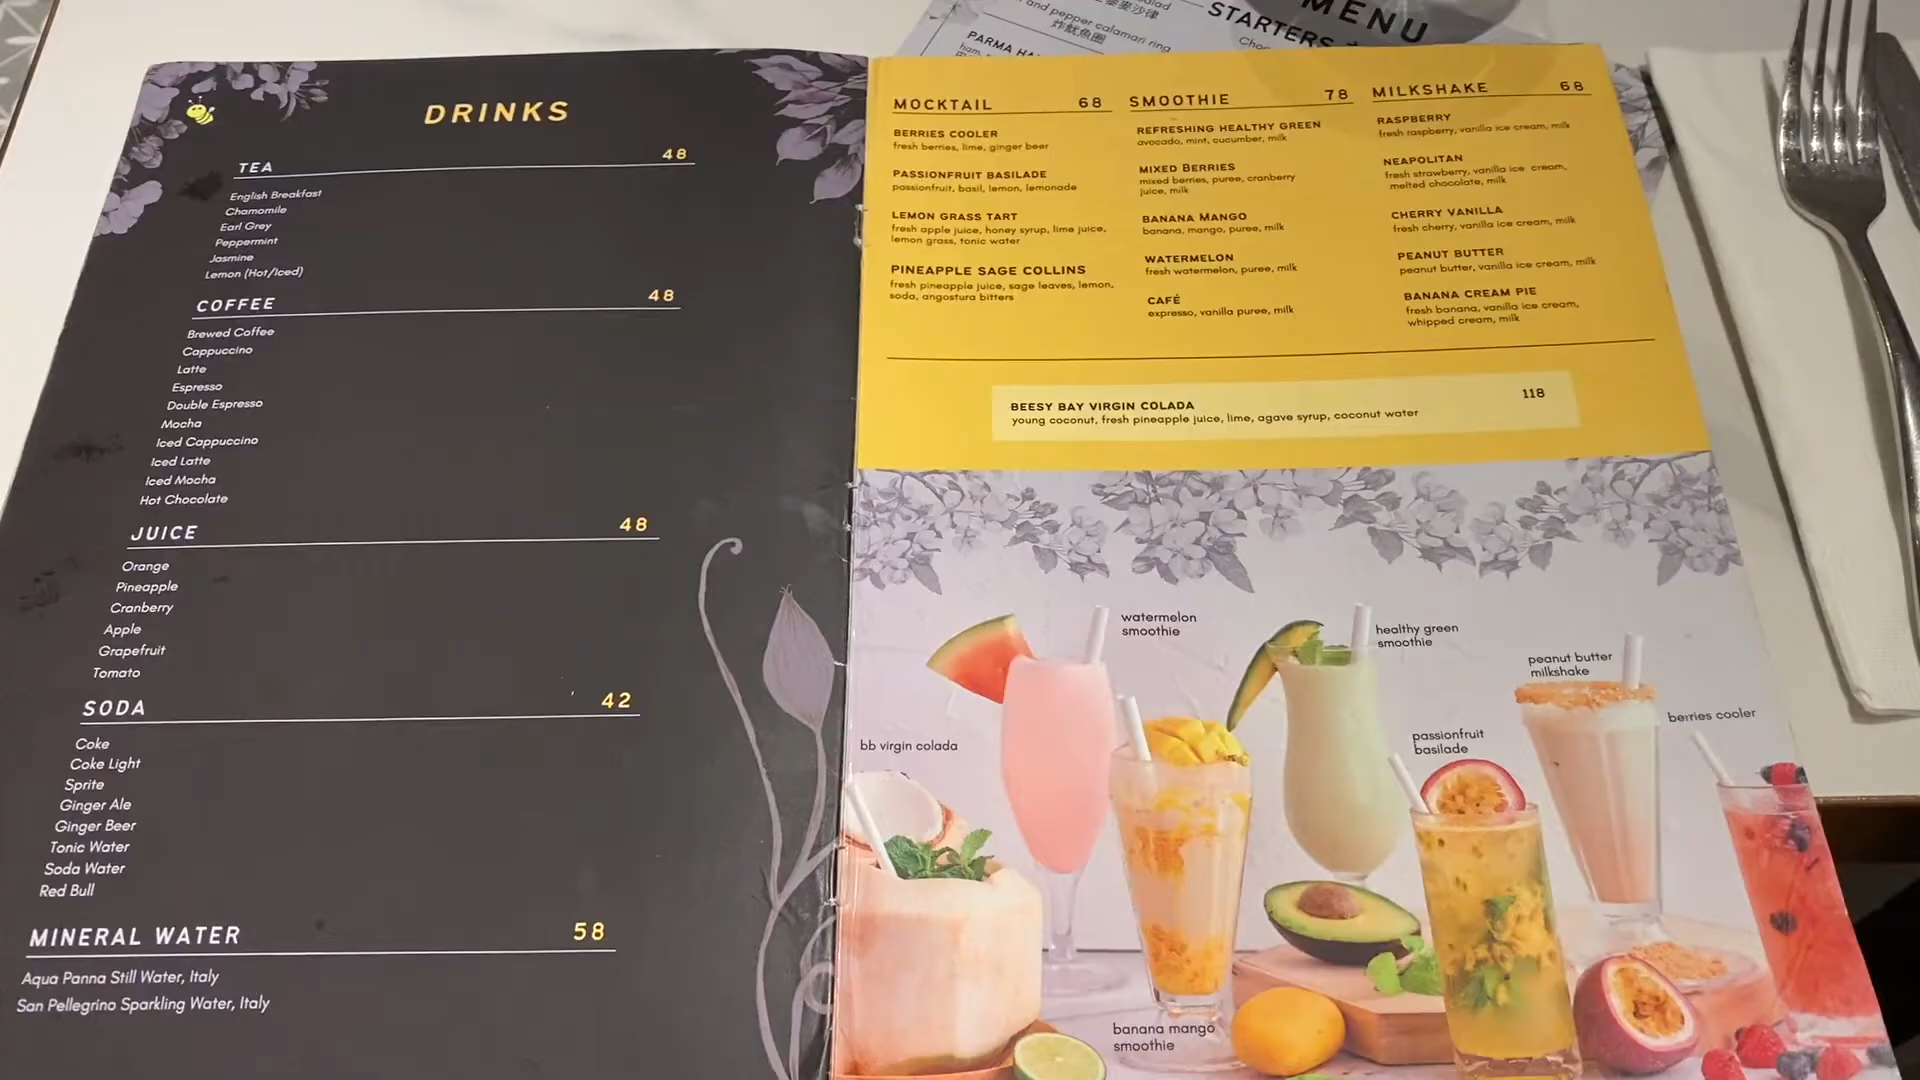 DRINKS
TEA 48
English Breakfast
Chamomile
Earl Grey
Peppermint
Jasmine
Lemon (Hot/Iced)
COFFEE 48
Brewed Coffee
Cappuccino
Latte
Espresso
Double Espresso
Mocha
Iced Cappuccino
Iced Latte
Iced Mocha
Hot Chocolate
JUICE 48
Orange
Pineapple
Cranberry
Apple
Grapefruit
Tomato
SODA 42
Coke
Coke Light
Sprite
Ginger Ale
Ginger Beer
Tonic Water
Soda Water
Red Bull
MINERAL WATER 58
Aqua Panna Still Water, Italy
San Pellegrino Sparkling Water, Italy
MENU
STARTERS
and pepper calamari ring
炸魷魚圈
PARMA
MOCKTAIL 68
BERRIES COOLER
fresh berries, lime, ginger beer
PASSIONFRUIT BASILADE
passionfruit, basil, lemon, lemonade
LEMON GRASS TART
fresh apple juice, honey syrup, lime juice,
lemon grass, tonic water
PINEAPPLE SAGE COLLINS
fresh pineapple juice, sage leaves, lemon,
soda, angostura bitters
SMOOTHIE 78
REFRESHING HEALTHY GREEN
avocado, mint, cucumber, milk
MIXED BERRIES
mixed berries, puree, cranberry
juice, milk
BANANA MANGO
banana, mango, puree, milk
WATERMELON
fresh watermelon, puree, milk
CAFÉ
expresso, vanilla puree, milk
MILKSHAKE 68
RASPBERRY
fresh raspberry, vanilla ice cream, milk
NEAPOLITAN
fresh strawberry, vanilla ice cream,
melted chocolate, milk
CHERRY VANILLA
fresh cherry, vanilla ice cream, milk
PEANUT BUTTER
peanut butter, vanilla ice cream, milk
BANANA CREAM PIE
fresh banana, vanilla ice cream,
whipped cream, milk
BEESY BAY VIRGIN COLADA 118
young coconut, fresh pineapple juice, lime, agave syrup, coconut water
watermelon
smoothie
healthy green
smoothie
peanut butter
milkshake
berries cooler
passionfruit
basilade
bb virgin colada
banana mango
smoothie